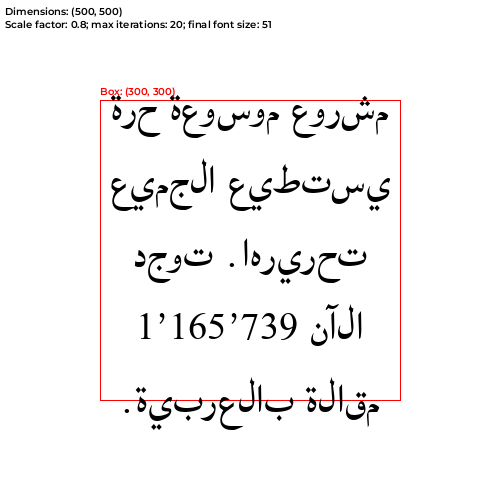 Dimensions: (500, 500)
Scale factor: 0.8; max iterations: 20; final font size: 51
Box: (300, 300)
مشروع موسوعة حرة
يستطيع الجميع
تحريرها. توجد
الآن 1’165’739
مقالة بالعربية.